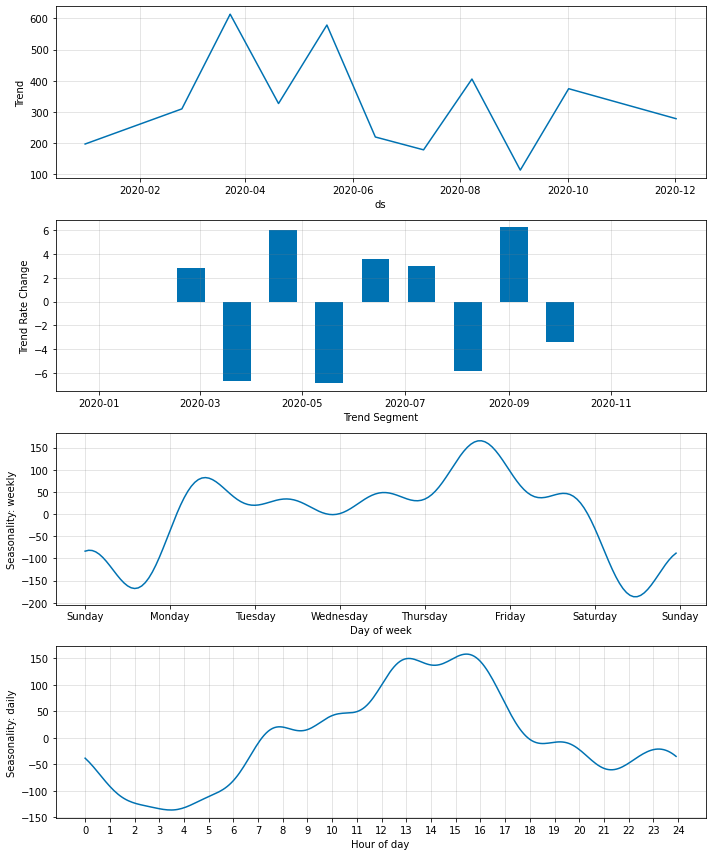 600
500
400
300
200
100
Trend
2020-02 2020-04 2020-06 2020-08 2020-10 2020-12
ds
6
4
2
0
−2
−4
−6
Trend Rate Change
2020-01 2020-03 2020-05 2020-07 2020-09 2020-11
Trend Segment
150
100
50
0
−50
−100
−150
−200
Seasonality: weekly
Sunday Monday Tuesday Wednesday Thursday Friday Saturday Sunday
Day of week
150
100
50
0
−50
−100
−150
Seasonality: daily
0 1 2 3 4 5 6 7 8 9 10 11 12 13 14 15 16 17 18 19 20 21 22 23 24
Hour of day